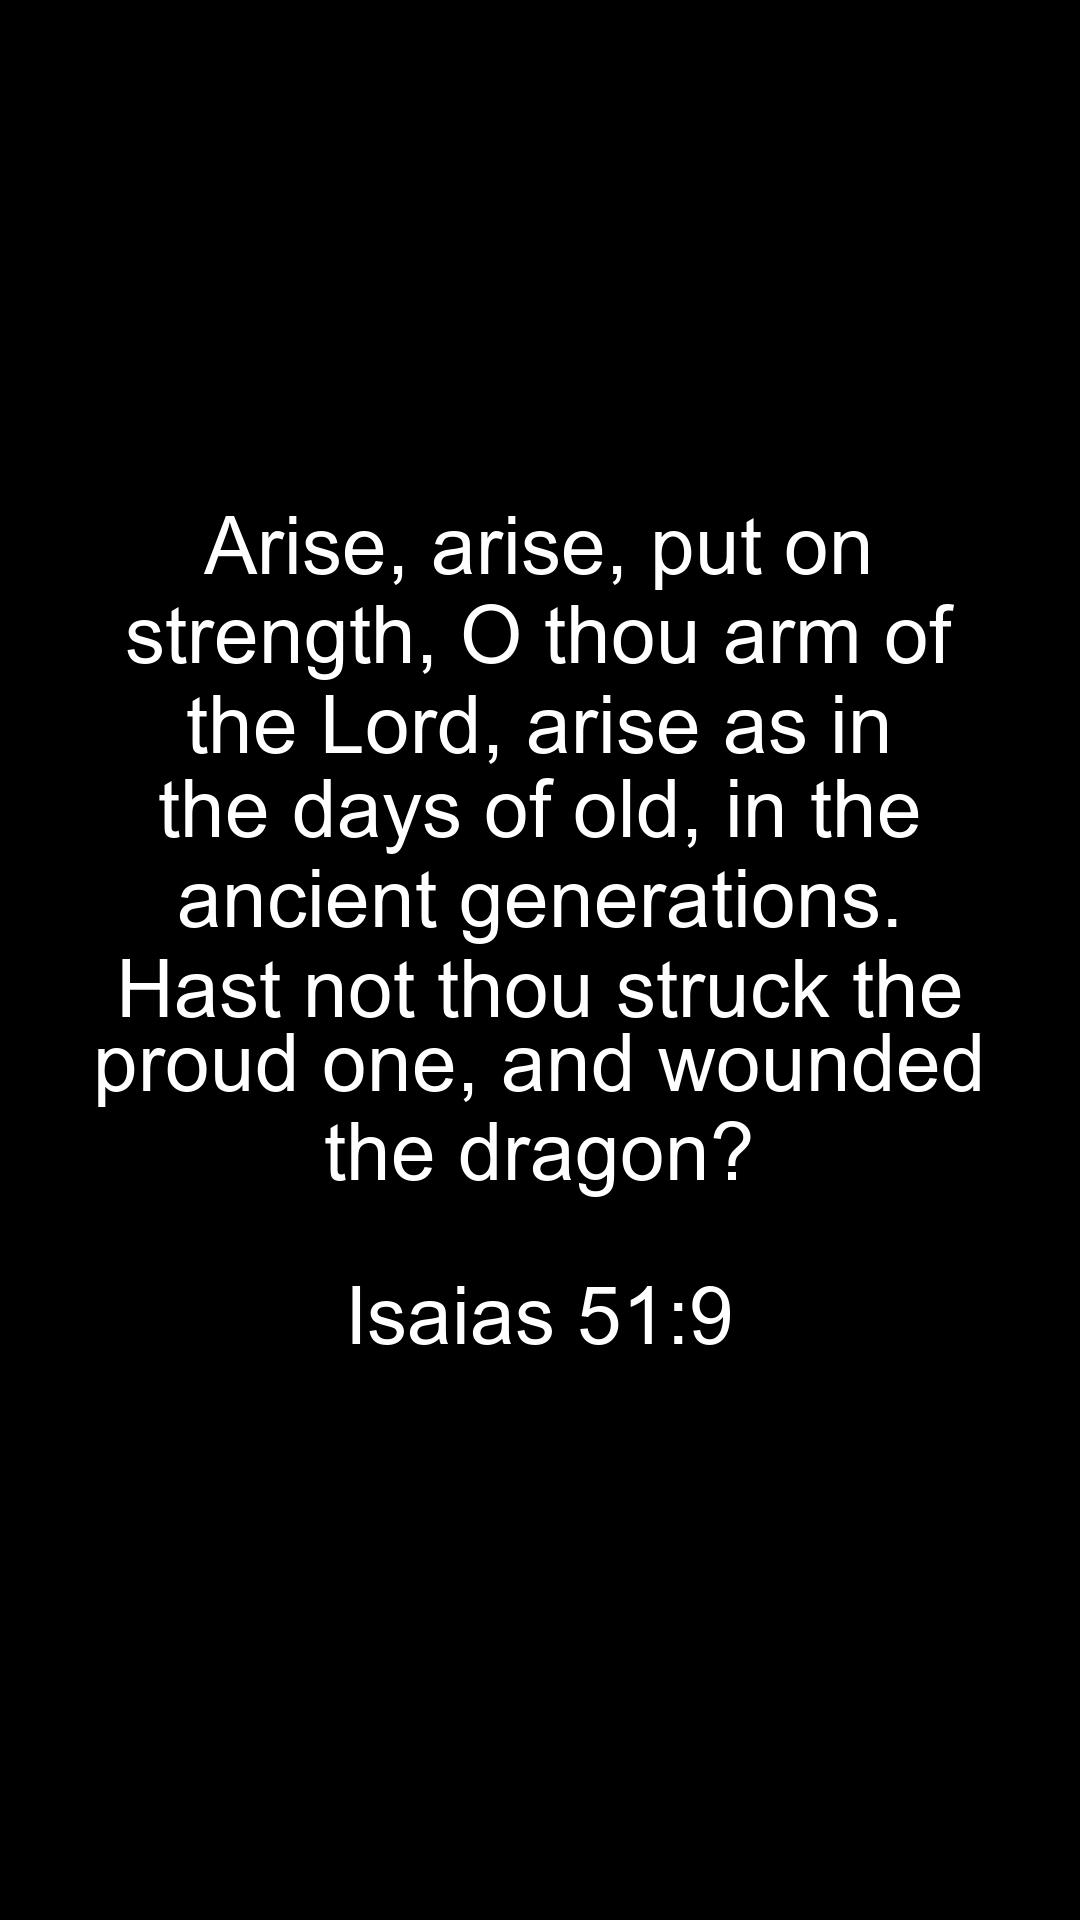 Arise, arise, put on
strength, O thou arm of
the Lord, arise as in
the days of old, in the
ancient generations.
Hast not thou struck the
proud one, and wounded
the dragon?
Isaias 51:9